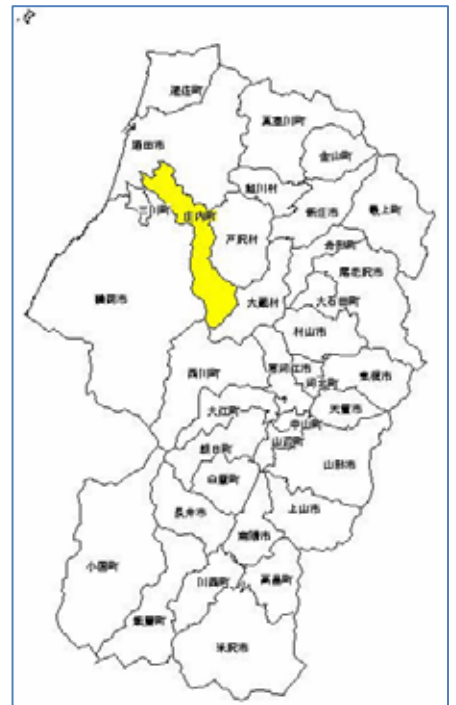 遊佐町
真室川町
酒田市
金山町
鮭川村
三川町
庄内町
新庄市
最上町
戸沢村
舟形町
尾花沢市
鶴岡市
大蔵村
大石田町
村山市
西川町
寒河江市
河北町
東根市
大江町
天童市
中山町
朝日町
山辺町
山形市
白鷹町
長井市
上山市
南陽市
小国町
川西町
高畠町
飯豊町
米沢市